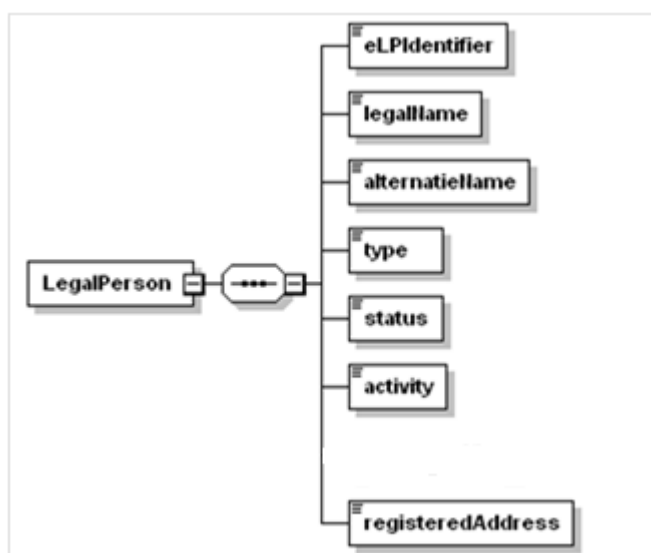 eLPIdentifier
legalName
alternatieName
type
LegalPerson
status
activity
registeredAddress